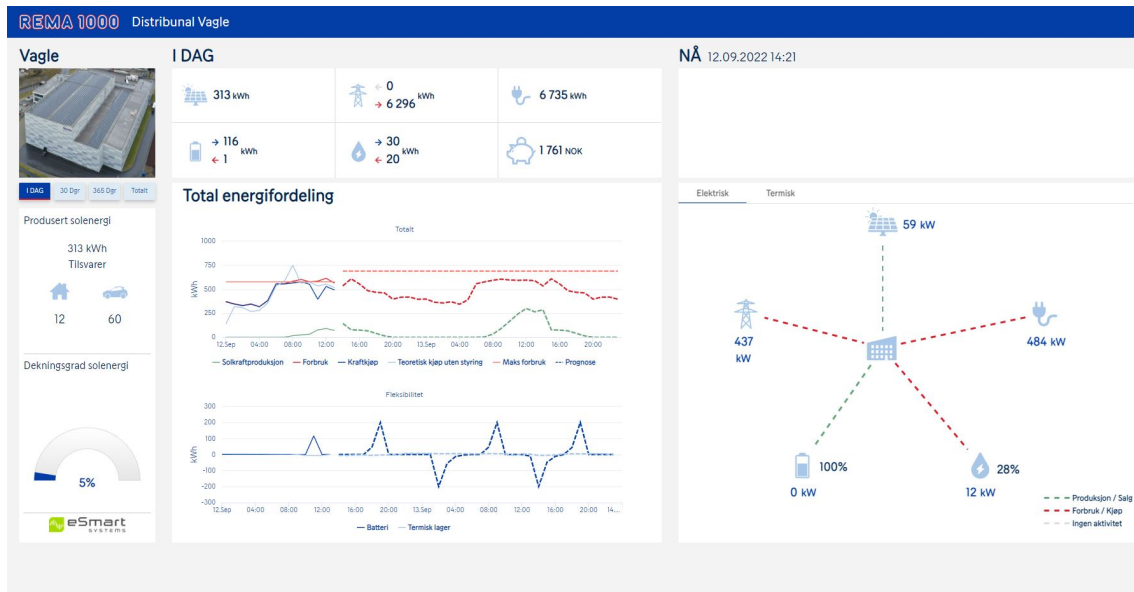 REMA 1000 Distribunal Vagle
Vagle
I DAG
NÅ 12.09.2022 14:21
313 kWh
← 0
→ 6 296 kWh
6 735 kWh
→ 116
← 1 kWh
→ 30
← 20 kWh
1 761 NOK
I DAG 30 Dgr 365 Dgr Totalt
Produsert solenergi
313 kWh
Tilsvarer
12 60
Dekningsgrad solenergi
5%
eSmart
SYSTEMS
Total energifordeling
Totalt
1000
750
500
250
0
kWh
12.Sep 04:00 08:00 12:00 16:00 20:00 13.Sep 04:00 08:00 12:00 16:00 20:00
Solkraftproduksjon Forbruk Kraftkjøp Teoretisk kjøp uten styring Maks forbruk Prognose
Fleksibilitet
300
200
100
0
-100
-200
-300
kWh
12.Sep 04:00 08:00 12:00 16:00 20:00 13.Sep 04:00 08:00 12:00 16:00 20:00 14...
Batteri Termisk lager
Elektrisk Termisk
59 kW
437
kW
484 kW
100%
0 kW
28%
12 kW
Produksjon / Salg
Forbruk / Kjøp
Ingen aktivitet